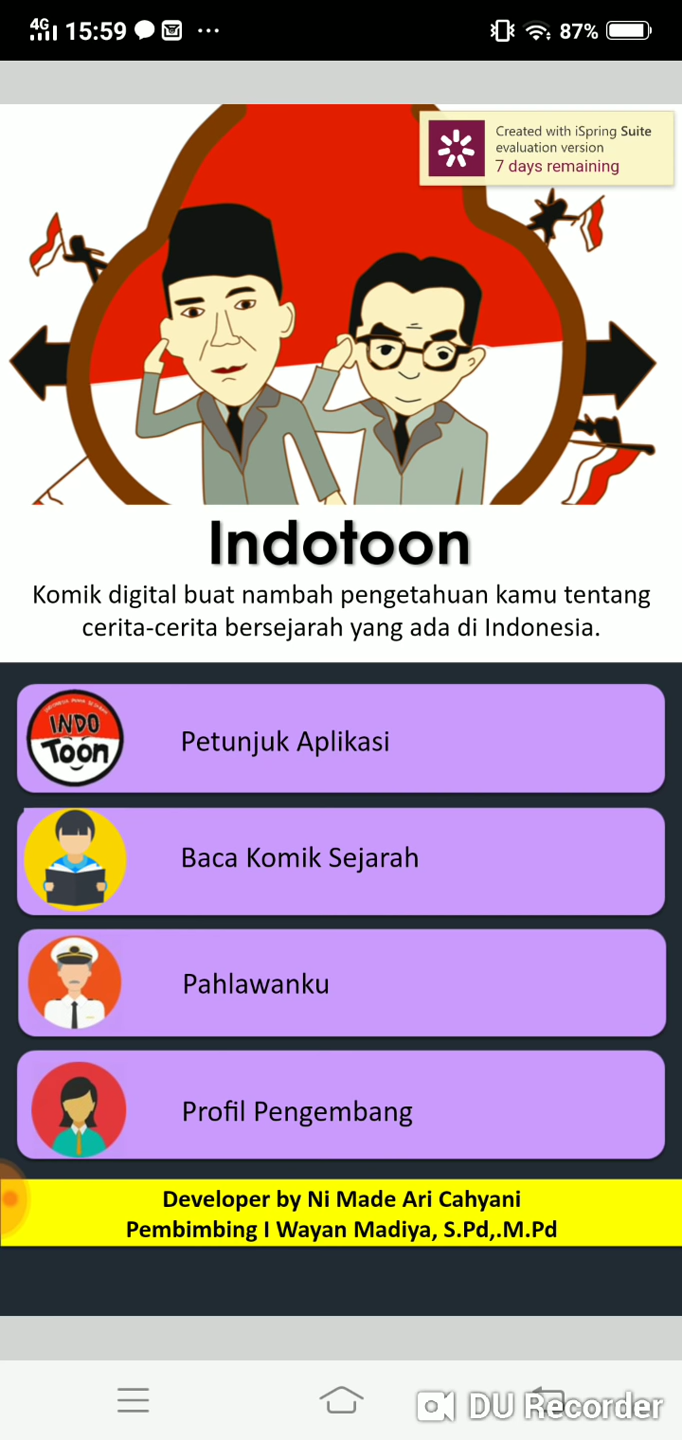 4G 15:59 87%
Created with iSpring Suite
evaluation version
7 days remaining
Indotoon
Komik digital buat nambah pengetahuan kamu tentang
cerita-cerita bersejarah yang ada di Indonesia.
INDO
Toon
Petunjuk Aplikasi
Baca Komik Sejarah
Pahlawanku
Profil Pengembang
Developer by Ni Made Ari Cahyani
Pembimbing I Wayan Madiya, S.Pd,.M.Pd
DU Recorder